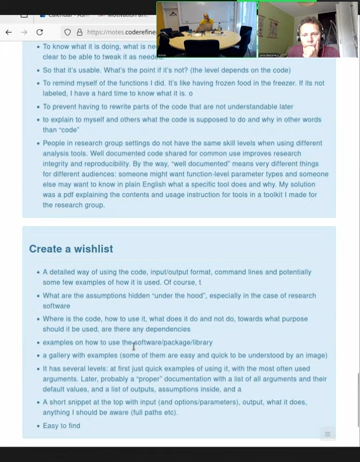 https://notes.coderefine
To know what it is doing, what is ne
clear to be able to tweak it as neede
So that it's usable. What's the point if it's not? (the level depends on the code)
To remind myself of the functions I did. It's like having frozen food in the freezer. If its not
labeled, I have a hard time to know what it is. o
To prevent having to rewrite parts of the code that are not understandable later
to explain to myself and others what the code is supposed to do and why in other words
than "code"
People in research group settings do not have the same skill levels when using different
analysis tools. Well documented code shared for common use improves research
integrity and reproducibility. By the way, "well documented" means very different things
for different audiences: someone might want function-level parameter types and someone
else may want to know in plain English what a specific tool does and why. My solution
was a pdf explaining the contents and usage instruction for tools in a toolkit I made for
the research group.
Create a wishlist
A detailed way of using the code, input/output format, command lines and potentially
some few examples of how it is used. Of course, t
What are the assumptions hidden "under the hood", especially in the case of research
software
Where is the code, how to use it, what does it do and not do, towards what purpose
should it be used, are there any dependencies
examples on how to use the software/package/library
a gallery with examples (some of them are easy and quick to be understood by an image)
It has several levels: at first just quick examples of using it, with the most often used
arguments. Later, probably a "proper" documentation with a list of all arguments and their
default values, and a list of outputs, assumptions inside, and a
A short snippet at the top with input (and options/parameters), output, what it does,
anything I should be aware (full paths etc).
Easy to find